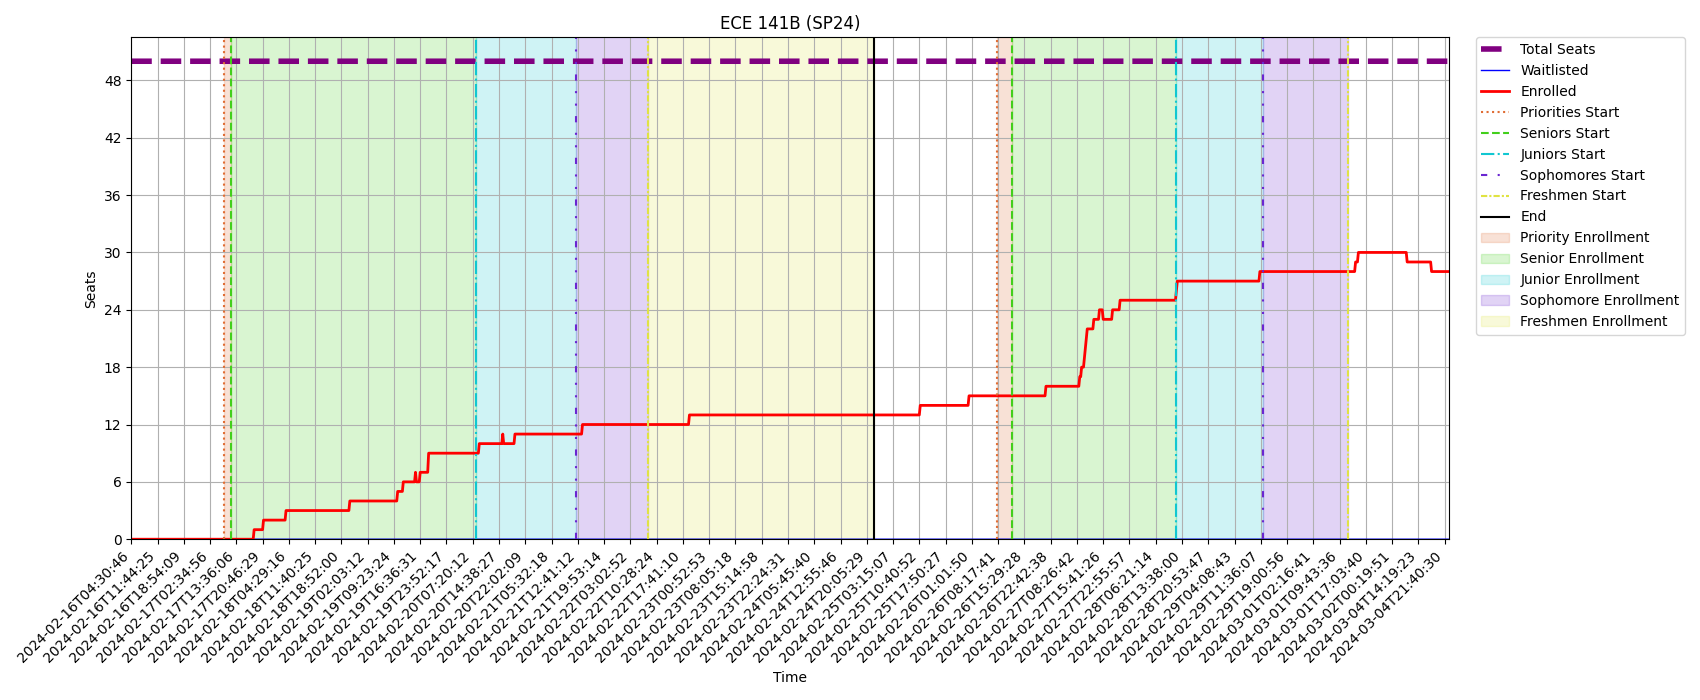 ECE 141B (SP24)
Total Seats
Waitlisted
Enrolled
Priorities Start
Seniors Start
Juniors Start
Sophomores Start
Freshmen Start
End
Priority Enrollment
Senior Enrollment
Junior Enrollment
Sophomore Enrollment
Freshmen Enrollment
Seats
48
42
36
30
24
18
12
6
0
2024-02-16T04:30:46
2024-02-16T11:44:25
2024-02-16T18:54:09
2024-02-17T02:34:56
2024-02-17T13:36:06
2024-02-17T20:46:29
2024-02-18T04:29:16
2024-02-18T11:40:25
2024-02-18T18:52:00
2024-02-19T02:03:12
2024-02-19T09:23:24
2024-02-19T16:36:31
2024-02-19T23:52:17
2024-02-20T07:20:12
2024-02-20T14:38:27
2024-02-20T22:02:09
2024-02-21T05:32:18
2024-02-21T12:41:12
2024-02-21T19:53:14
2024-02-22T03:02:52
2024-02-22T10:28:24
2024-02-22T17:41:10
2024-02-23T00:52:53
2024-02-23T08:05:18
2024-02-23T15:14:58
2024-02-23T22:24:31
2024-02-24T05:45:40
2024-02-24T12:55:46
2024-02-24T20:05:29
2024-02-25T03:15:07
2024-02-25T10:40:52
2024-02-25T17:50:27
2024-02-26T01:01:50
2024-02-26T08:17:41
2024-02-26T15:29:28
2024-02-26T22:42:38
2024-02-27T08:26:42
2024-02-27T15:41:26
2024-02-27T22:55:57
2024-02-28T06:21:14
2024-02-28T13:38:00
2024-02-28T20:53:47
2024-02-29T04:08:43
2024-02-29T11:36:07
2024-02-29T19:00:56
2024-03-01T02:16:41
2024-03-01T09:43:36
2024-03-01T17:03:40
2024-03-02T00:19:51
2024-03-04T14:19:23
2024-03-04T21:40:30
Time